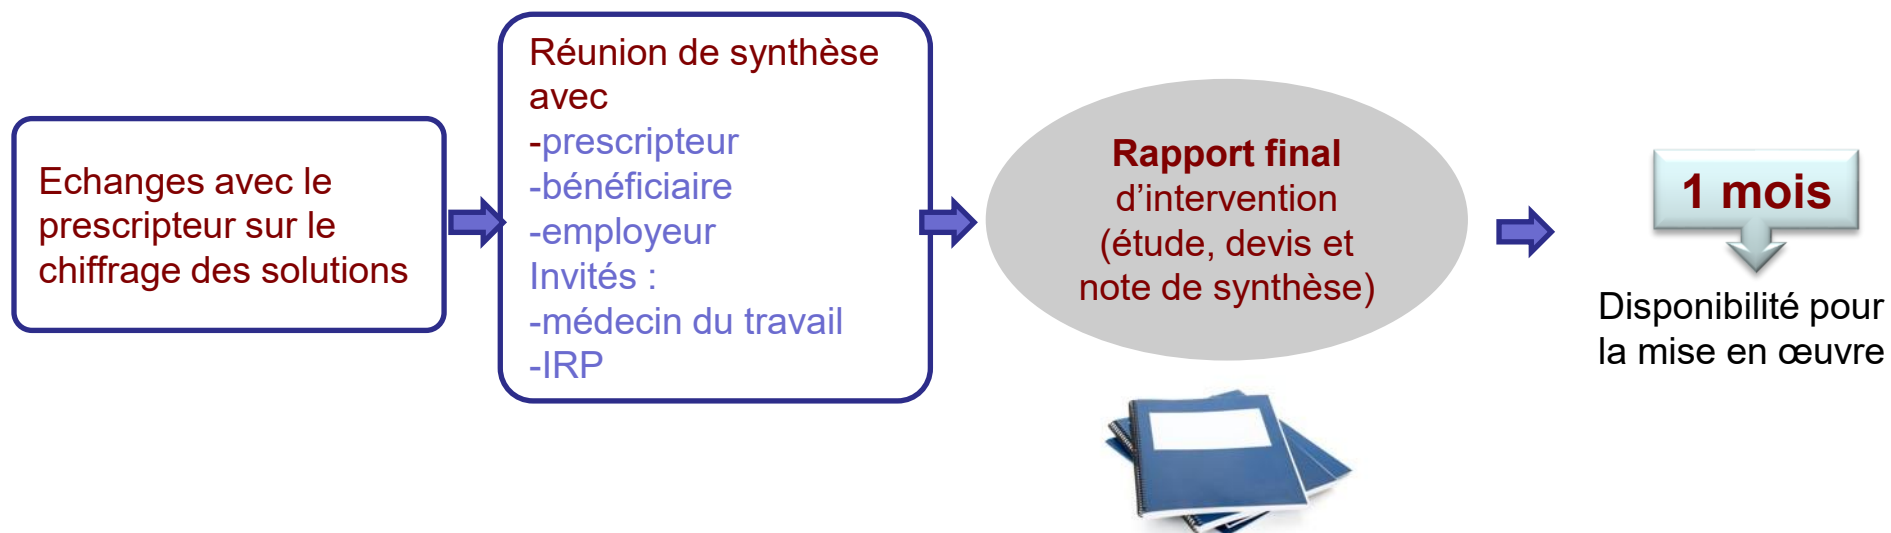 Echanges avec le
prescripteur sur le
chiffrage des solutions
Réunion de synthèse
avec
-prescripteur
-bénéficiaire
-employeur
Invités :
-médecin du travail
-IRP
Rapport final
d’intervention
(étude, devis et
note de synthèse)
1 mois
Disponibilité pour
la mise en œuvre